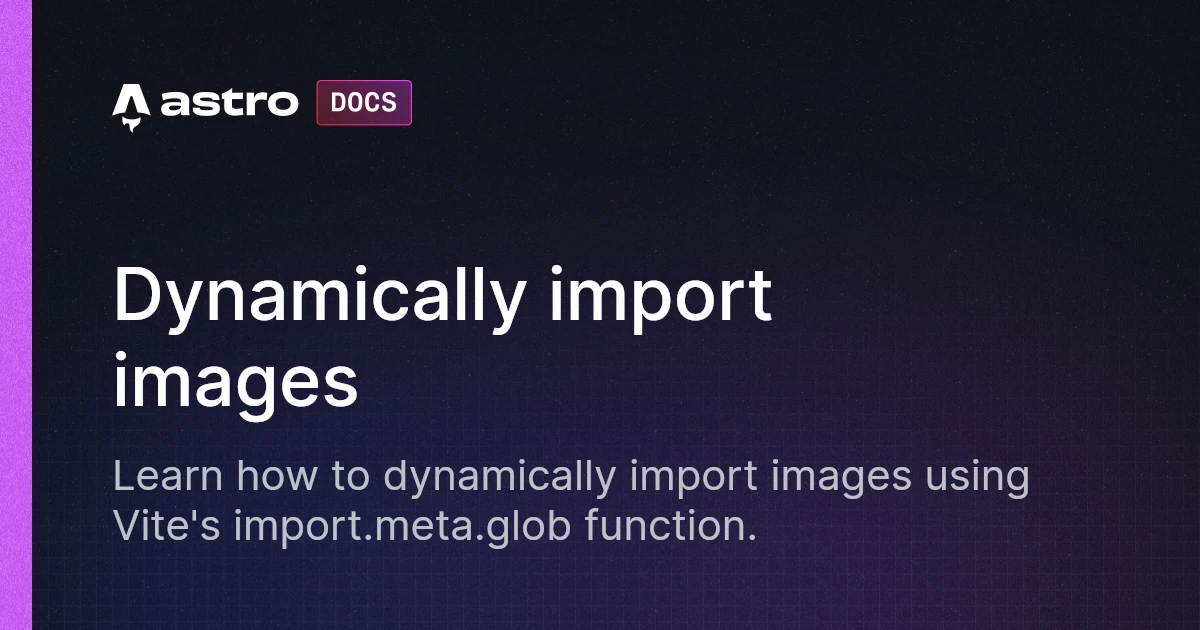 astro DOCS
Dynamically import
images
Learn how to dynamically import images using
Vite's import.meta.glob function.